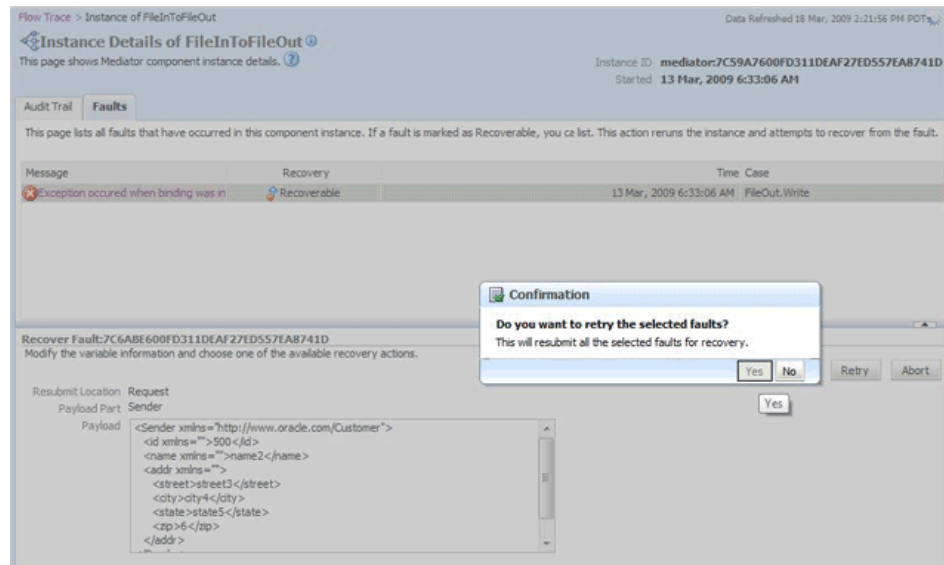 Flow Trace > Instance of FileInToFileOut
Data Refreshed 18 Mar, 2009 2:21:56 PM PDT
Instance Details of FileInToFileOut
This page shows Mediator component instance details.
Instance ID mediator:7C59A7600FD311DEAF27ED557EA8741D
Started 13 Mar, 2009 6:33:06 AM
Audit Trail Faults
This page lists all faults that have occurred in this component instance. If a fault is marked as Recoverable, you ce list. This action reruns the instance and attempts to recover from the fault.
Message Recovery Time Case
Exception occured when binding was in Recoverable 13 Mar, 2009 6:33:06 AM FileOut.Write
Confirmation
Do you want to retry the selected faults?
This will resubmit all the selected faults for recovery.
Yes No
Yes
Recover Fault:7C6ABE600FD311DEAF27ED557EA8741D
Modify the variable information and choose one of the available recovery actions.
Retry Abort
Resubmit Location Request
Payload Part Sender
Payload <Sender xmlns="http://www.oracle.com/Customer">
<id xmlns="">500</id>
<name xmlns="">name2</name>
<addr xmlns="">
<street>street3</street>
<city>city4</city>
<state>state5</state>
<zip>6</zip>
</addr>